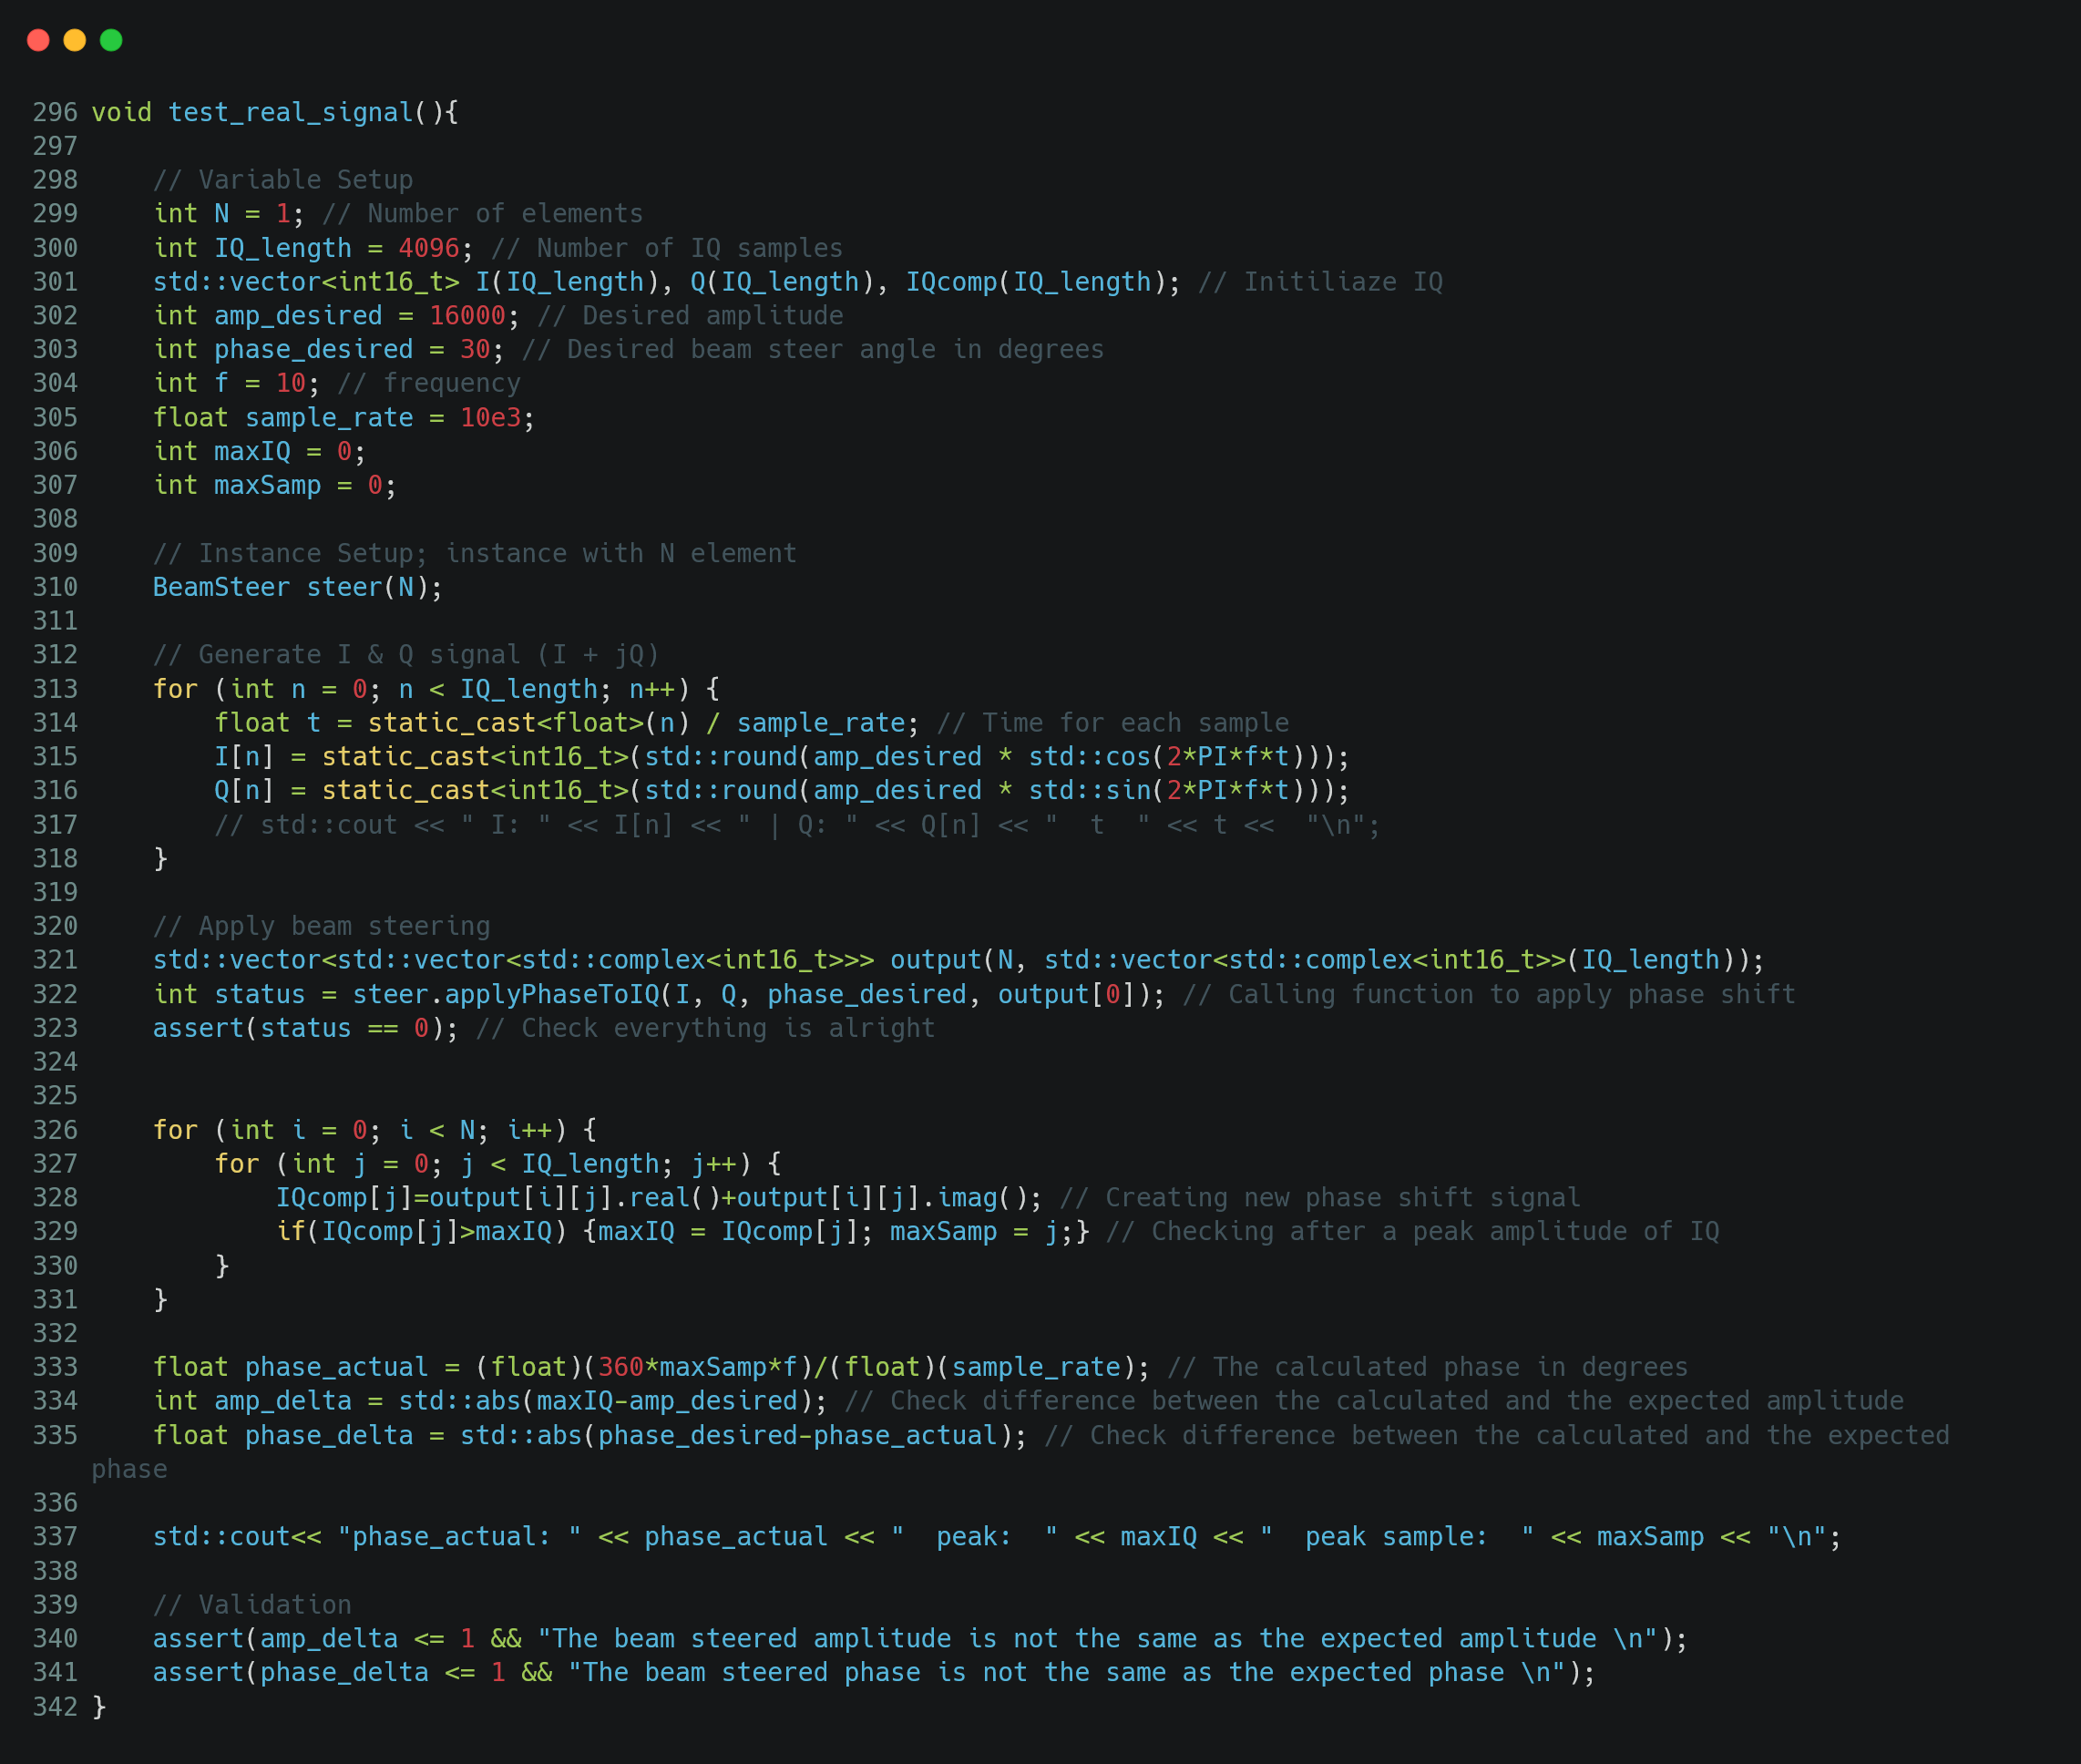 296 void test_real_signal(){
297
298     // Variable Setup
299     int N = 1; // Number of elements
300     int IQ_length = 4096; // Number of IQ samples
301     std::vector<int16_t> I(IQ_length), Q(IQ_length), IQcomp(IQ_length); // Initiliaze IQ
302     int amp_desired = 16000; // Desired amplitude
303     int phase_desired = 30; // Desired beam steer angle in degrees
304     int f = 10; // frequency
305     float sample_rate = 10e3;
306     int maxIQ = 0;
307     int maxSamp = 0;
308
309     // Instance Setup; instance with N element
310     BeamSteer steer(N);
311
312     // Generate I & Q signal (I + jQ)
313     for (int n = 0; n < IQ_length; n++) {
314         float t = static_cast<float>(n) / sample_rate; // Time for each sample
315         I[n] = static_cast<int16_t>(std::round(amp_desired * std::cos(2*PI*f*t)));
316         Q[n] = static_cast<int16_t>(std::round(amp_desired * std::sin(2*PI*f*t)));
317         // std::cout << " I: " << I[n] << " | Q: " << Q[n] << "  t  " << t <<  "\n";
318     }
319
320     // Apply beam steering
321     std::vector<std::vector<std::complex<int16_t>>> output(N, std::vector<std::complex<int16_t>>(IQ_length));
322     int status = steer.applyPhaseToIQ(I, Q, phase_desired, output[0]); // Calling function to apply phase shift
323     assert(status == 0); // Check everything is alright
324
325
326     for (int i = 0; i < N; i++) {
327         for (int j = 0; j < IQ_length; j++) {
328             IQcomp[j]=output[i][j].real()+output[i][j].imag(); // Creating new phase shift signal
329             if(IQcomp[j]>maxIQ) {maxIQ = IQcomp[j]; maxSamp = j;} // Checking after a peak amplitude of IQ
330         }
331     }
332
333     float phase_actual = (float)(360*maxSamp*f)/(float)(sample_rate); // The calculated phase in degrees
334     int amp_delta = std::abs(maxIQ-amp_desired); // Check difference between the calculated and the expected amplitude
335     float phase_delta = std::abs(phase_desired-phase_actual); // Check difference between the calculated and the expected
phase
336
337     std::cout<< "phase_actual: " << phase_actual << "  peak:  " << maxIQ << "  peak sample:  " << maxSamp << "\n";
338
339     // Validation
340     assert(amp_delta <= 1 && "The beam steered amplitude is not the same as the expected amplitude \n");
341     assert(phase_delta <= 1 && "The beam steered phase is not the same as the expected phase \n");
342 }